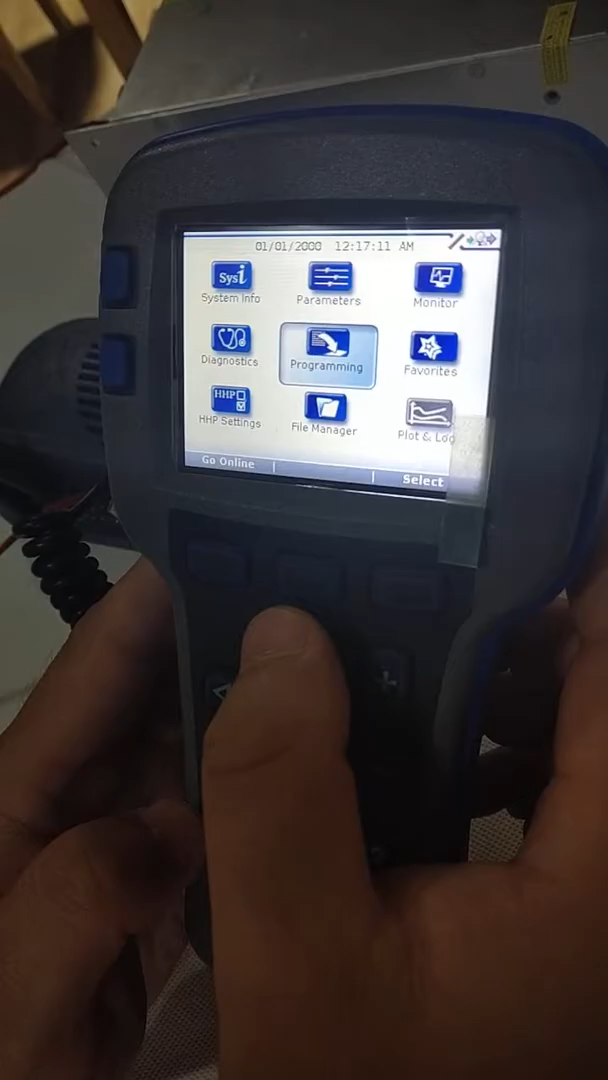 01/01/2000 12:17:11 AM
Sysi
System Info
Parameters
Monitor
Diagnostics
Programming
Favorites
HHP
HHP Settings
File Manager
Plot & Log
Go Online
Select